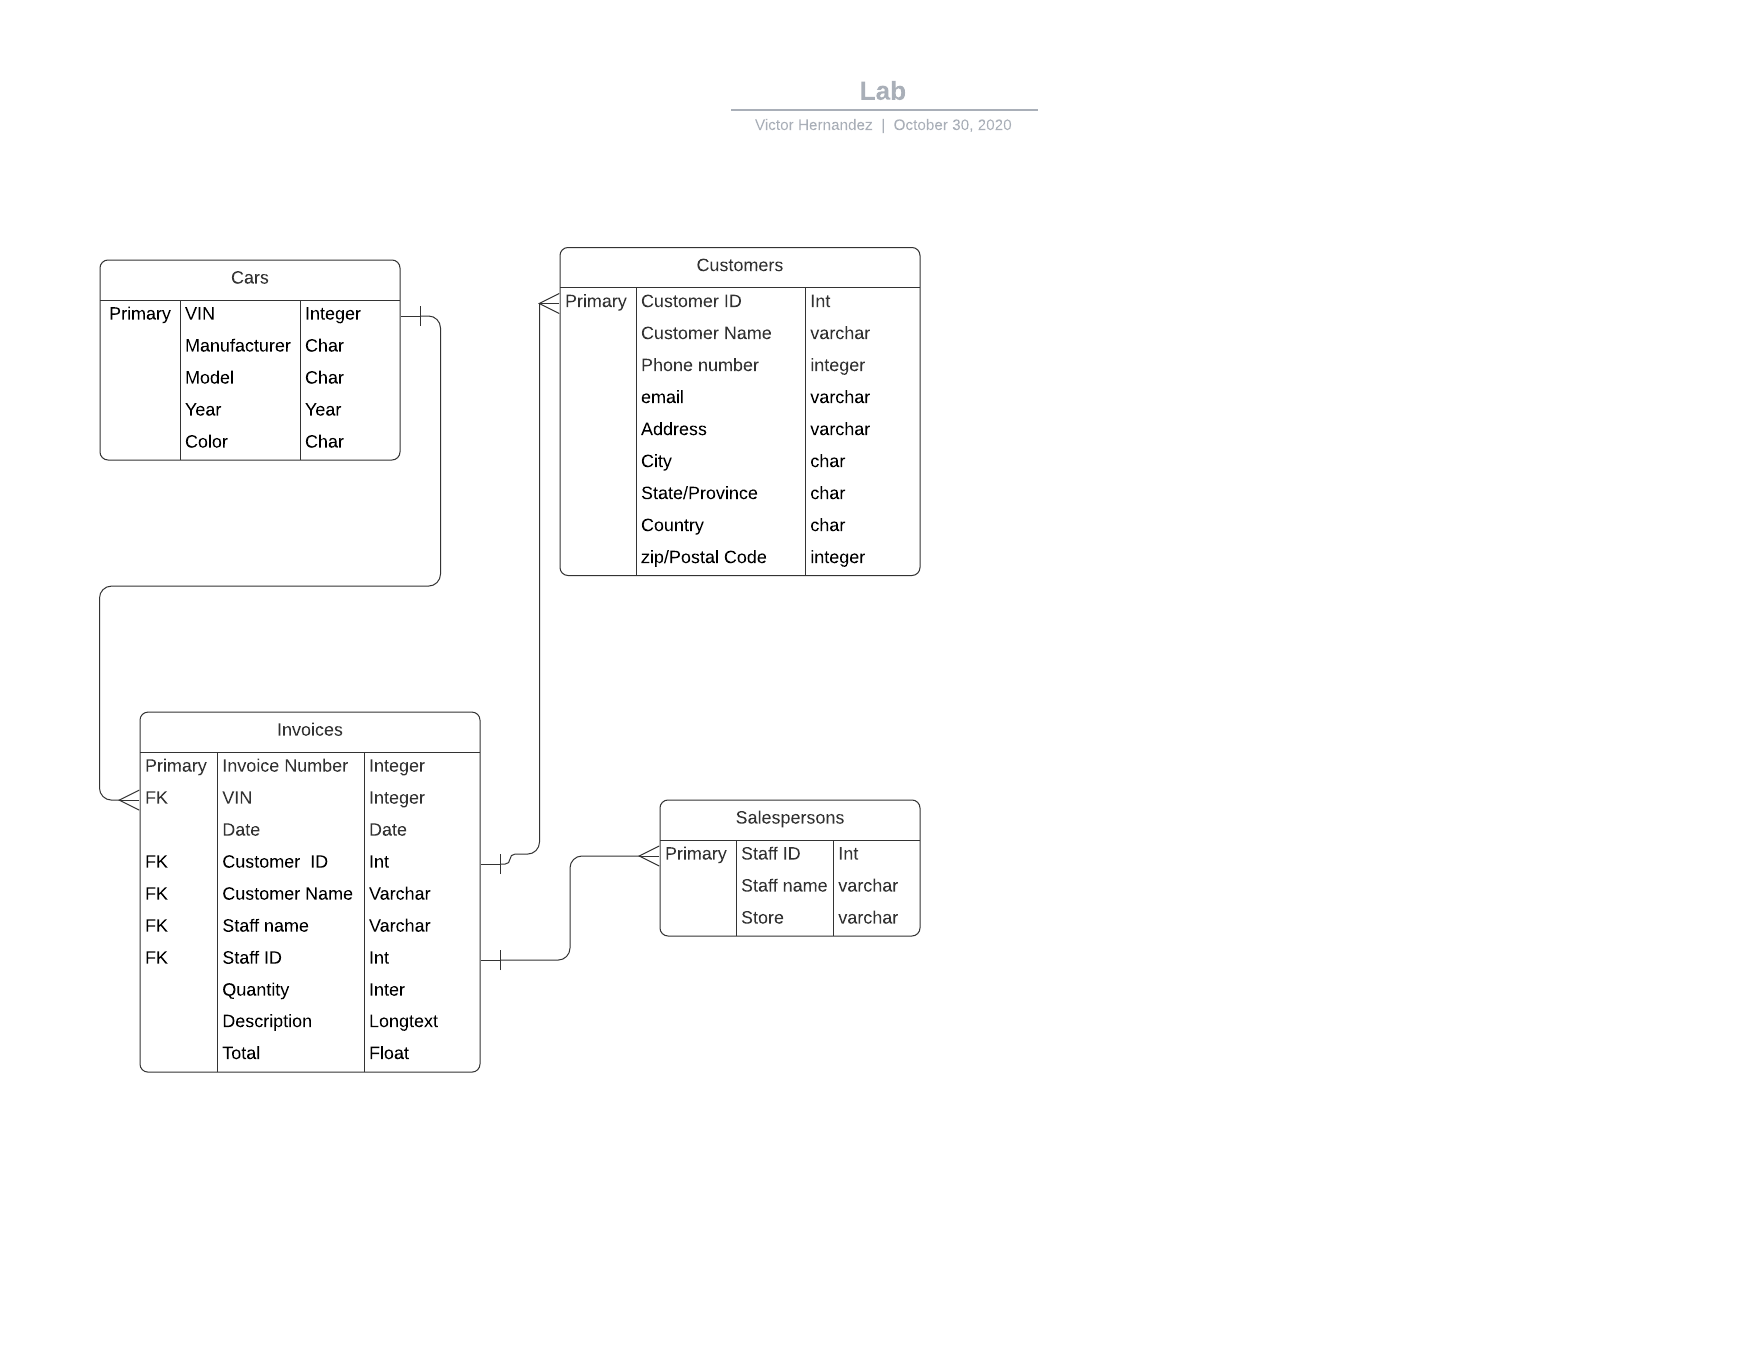 Lab
Victor Hernandez | October 30, 2020
Cars
Primary VIN Integer
Manufacturer Char
Model Char
Year Year
Color Char
Customers
Primary Customer ID Int
Customer Name varchar
Phone number integer
email varchar
Address varchar
City char
State/Province char
Country char
zip/Postal Code integer
Invoices
Primary Invoice Number Integer
FK VIN Integer
Date Date
FK Customer  ID Int
FK Customer Name Varchar
FK Staff name Varchar
FK Staff ID Int
Quantity Inter
Description Longtext
Total Float
Salespersons
Primary Staff ID Int
Staff name varchar
Store varchar